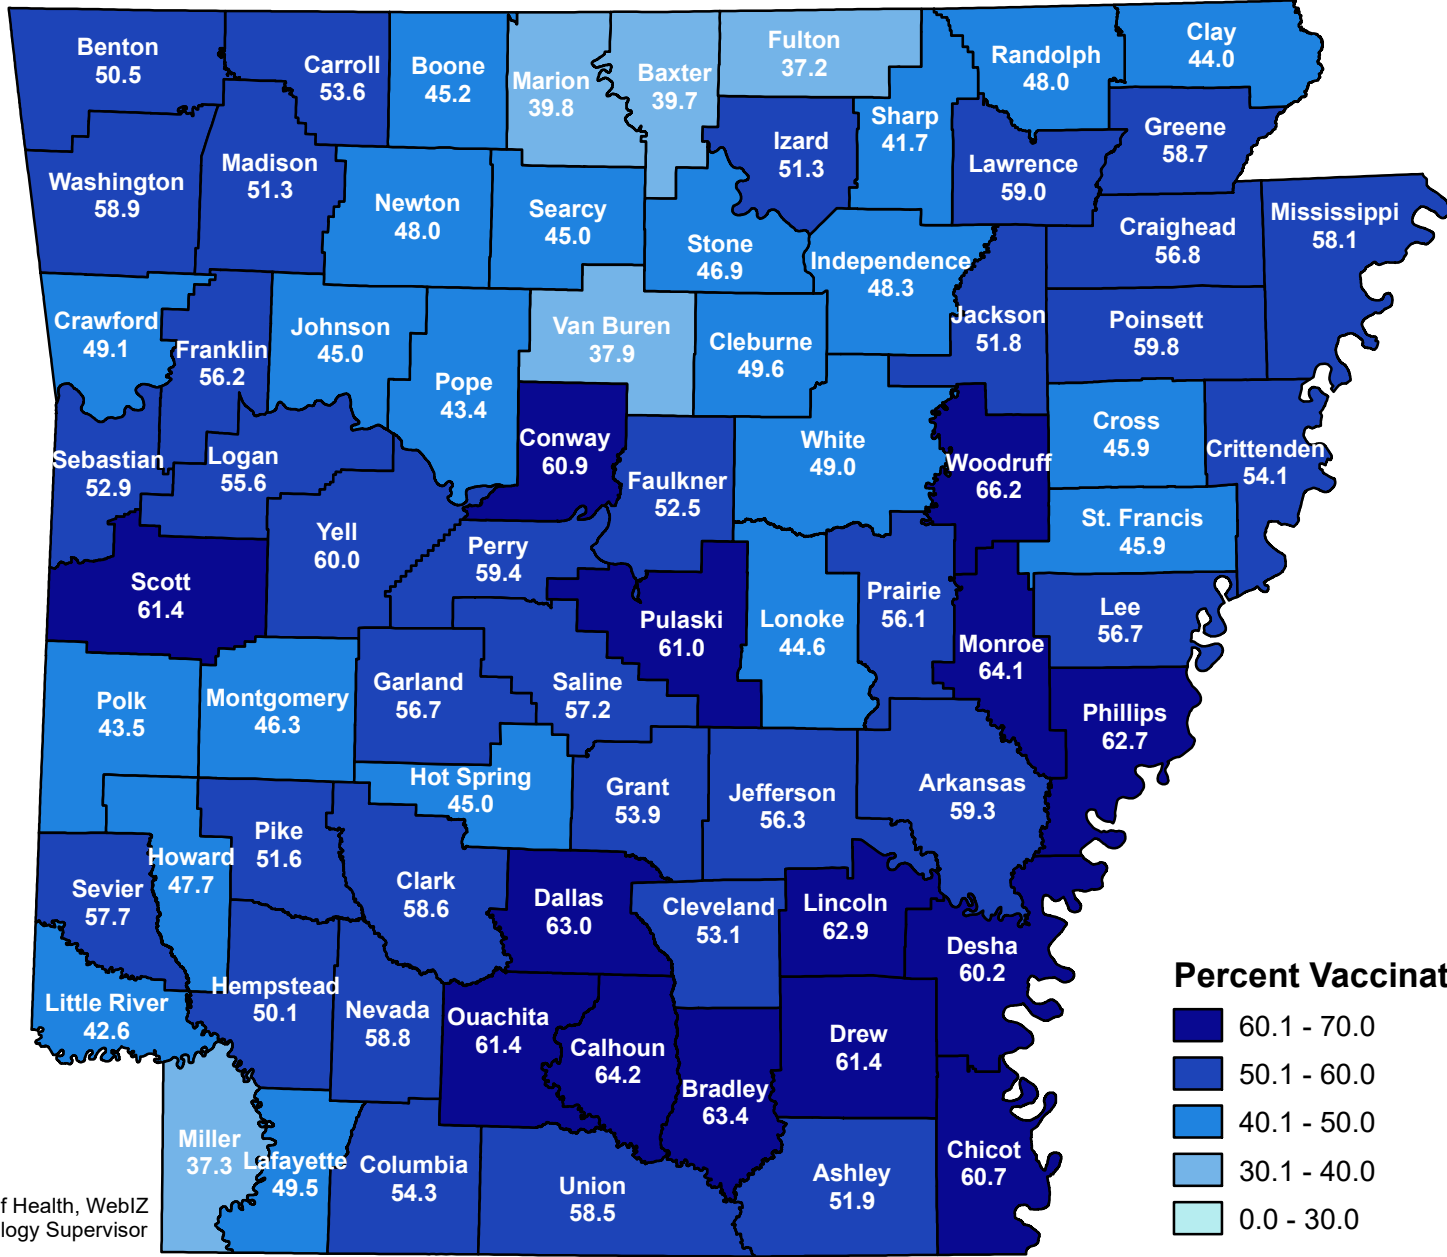 Benton
50.5
Carroll
53.6
Boone
45.2
Marion
39.8
Baxter
39.7
Fulton
37.2
Randolph
48.0
Clay
44.0
Sharp
41.7
Izard
51.3
Greene
58.7
Lawrence
59.0
Washington
58.9
Madison
51.3
Newton
48.0
Searcy
45.0
Stone
46.9
Independence
48.3
Craighead
56.8
Mississippi
58.1
Crawford
49.1
Franklin
56.2
Johnson
45.0
Pope
43.4
Van Buren
37.9
Cleburne
49.6
Jackson
51.8
Poinsett
59.8
Sebastian
52.9
Logan
55.6
Conway
60.9
Faulkner
52.5
White
49.0
Woodruff
66.2
Cross
45.9
Crittenden
54.1
St. Francis
45.9
Scott
61.4
Yell
60.0
Perry
59.4
Pulaski
61.0
Lonoke
44.6
Prairie
56.1
Monroe
64.1
Lee
56.7
Phillips
62.7
Polk
43.5
Montgomery
46.3
Garland
56.7
Saline
57.2
Hot Spring
45.0
Grant
53.9
Jefferson
56.3
Arkansas
59.3
Sevier
57.7
Howard
47.7
Pike
51.6
Clark
58.6
Dallas
63.0
Cleveland
53.1
Lincoln
62.9
Desha
60.2
Little River
42.6
Hempstead
50.1
Nevada
58.8
Ouachita
61.4
Calhoun
64.2
Bradley
63.4
Drew
61.4
Miller
37.3
Lafayette
49.5
Columbia
54.3
Union
58.5
Ashley
51.9
Chicot
60.7
Percent Vaccinat
60.1 - 70.0
50.1 - 60.0
40.1 - 50.0
30.1 - 40.0
0.0 - 30.0
f Health, WebIZ
logy Supervisor